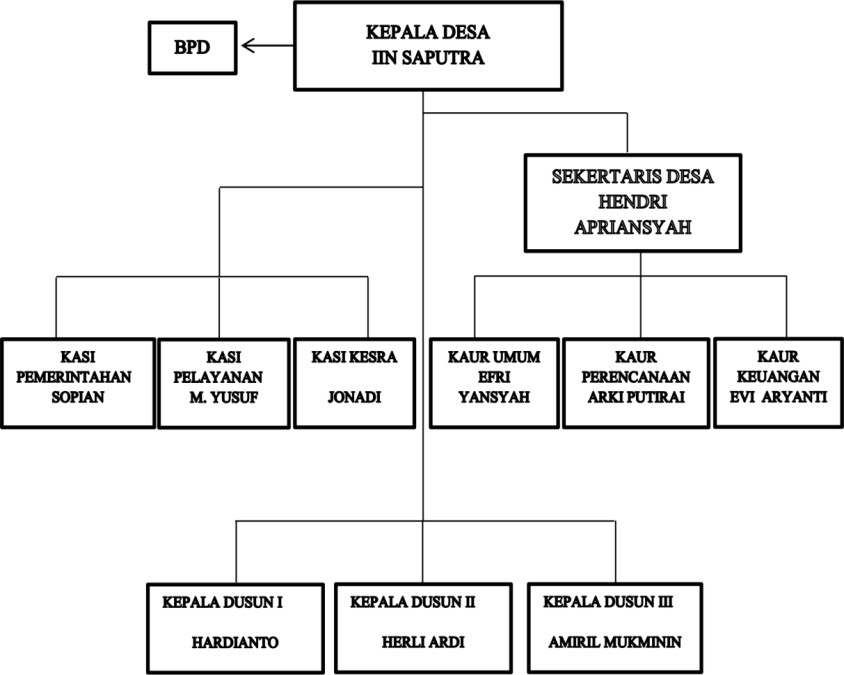 BPD
KEPALA DESA
IIN SAPUTRA
SEKERTARIS DESA
HENDRI
APRIANSYAH
KASI
PEMERINTAHAN
SOPIAN
KASI
PELAYANAN
M. YUSUF
KASI KESRA
JONADI
KAUR UMUM
EFRI
YANSYAH
KAUR
PERENCANAAN
ARKI PUTIRAI
KAUR
KEUANGAN
EVI ARYANTI
KEPALA DUSUN I
HARDIANTO
KEPALA DUSUN II
HERLI ARDI
KEPALA DUSUN III
AMIRIL MUKMININ